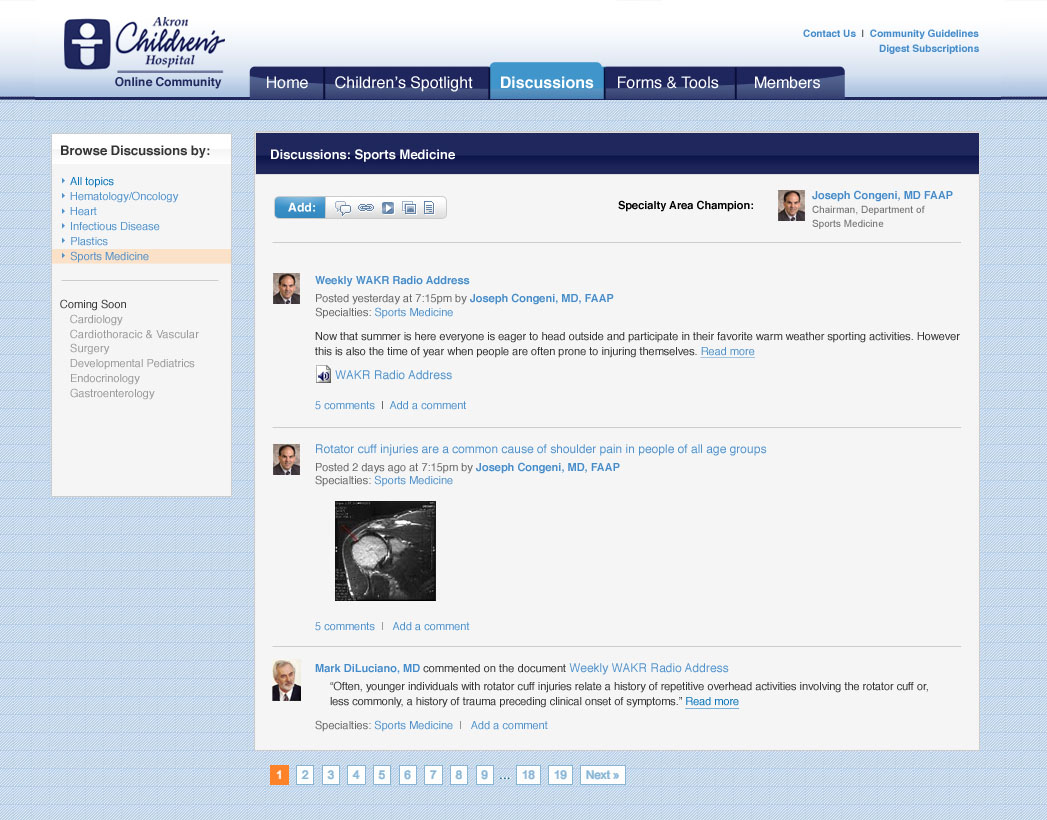 Akron
Children's
Hospital
Online Community
Contact Us | Community Guidelines
Digest Subscriptions
Home Children's Spotlight Discussions Forms & Tools Members
Browse Discussions by:
All topics
Hematology/Oncology
Heart
Infectious Disease
Plastics
Sports Medicine
Coming Soon
Cardiology
Cardiothoracic & Vascular
Surgery
Developmental Pediatrics
Endocrinology
Gastroenterology
Discussions: Sports Medicine
Add:
Specialty Area Champion:
Joseph Congeni, MD FAAP
Chairman, Department of
Sports Medicine
Weekly WAKR Radio Address
Posted yesterday at 7:15pm by Joseph Congeni, MD, FAAP
Specialties: Sports Medicine
Now that summer is here everyone is eager to head outside and participate in their favorite warm weather sporting activities. However
this is also the time of year when people are often prone to injuring themselves. Read more
WAKR Radio Address
5 comments | Add a comment
Rotator cuff injuries are a common cause of shoulder pain in people of all age groups
Posted 2 days ago at 7:15pm by Joseph Congeni, MD, FAAP
Specialties: Sports Medicine
5 comments | Add a comment
Mark DiLuciano, MD commented on the document Weekly WAKR Radio Address
“Often, younger individuals with rotator cuff injuries relate a history of repetitive overhead activities involving the rotator cuff or,
less commonly, a history of trauma preceding clinical onset of symptoms.” Read more
Specialties: Sports Medicine | Add a comment
1 2 3 4 5 6 7 8 9 ... 18 19 Next »